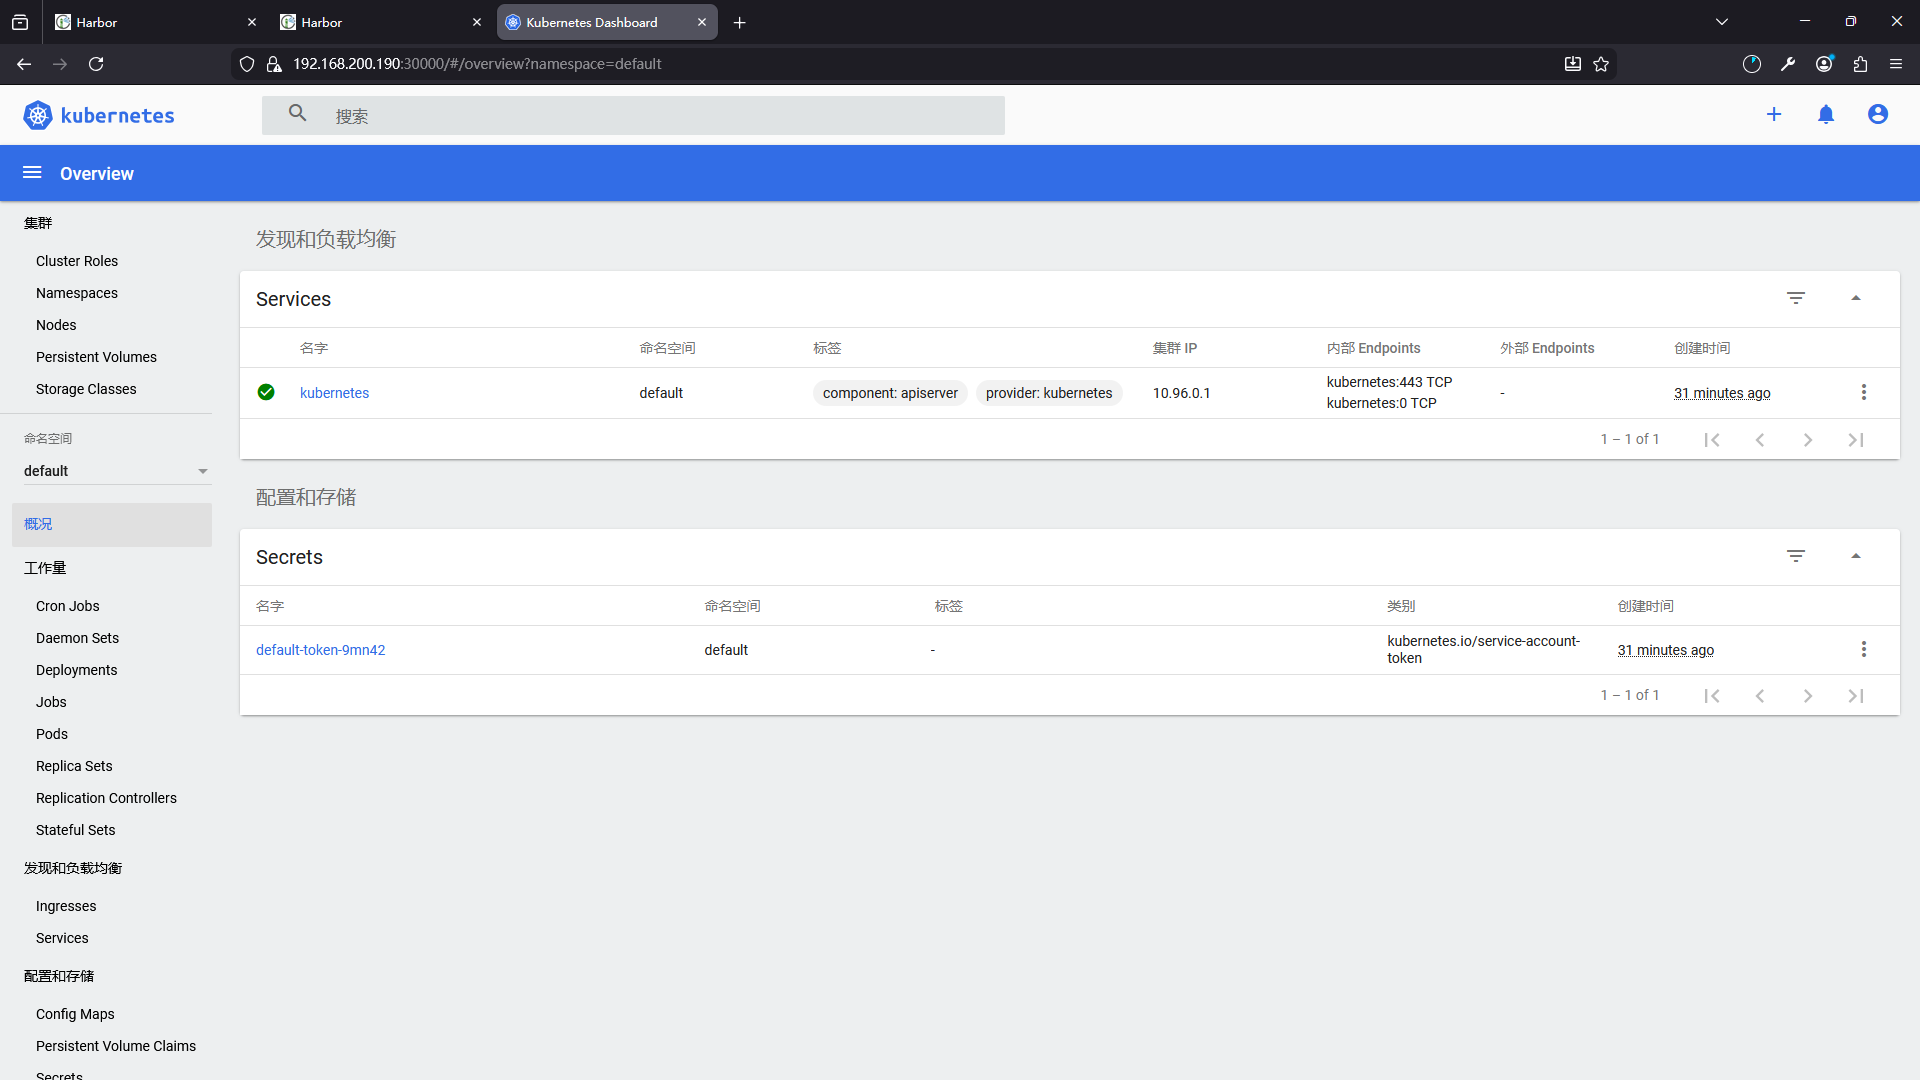 Harbor
Harbor
Kubernetes Dashboard
192.168.200.190:30000/#/overview?namespace=default
kubernetes
搜索
Overview
集群
Cluster Roles
Namespaces
Nodes
Persistent Volumes
Storage Classes
命名空间
default
概况
工作量
Cron Jobs
Daemon Sets
Deployments
Jobs
Pods
Replica Sets
Replication Controllers
Stateful Sets
发现和负载均衡
Ingresses
Services
配置和存储
Config Maps
Persistent Volume Claims
Secrets
发现和负载均衡
Services
名字 命名空间 标签 集群 IP 内部 Endpoints 外部 Endpoints 创建时间
kubernetes default component: apiserver provider: kubernetes 10.96.0.1 kubernetes:443 TCP - 31 minutes ago
kubernetes:0 TCP
1 – 1 of 1
配置和存储
Secrets
名字 命名空间 标签 类别 创建时间
default-token-9mn42 default - kubernetes.io/service-account- 31 minutes ago
token
1 – 1 of 1